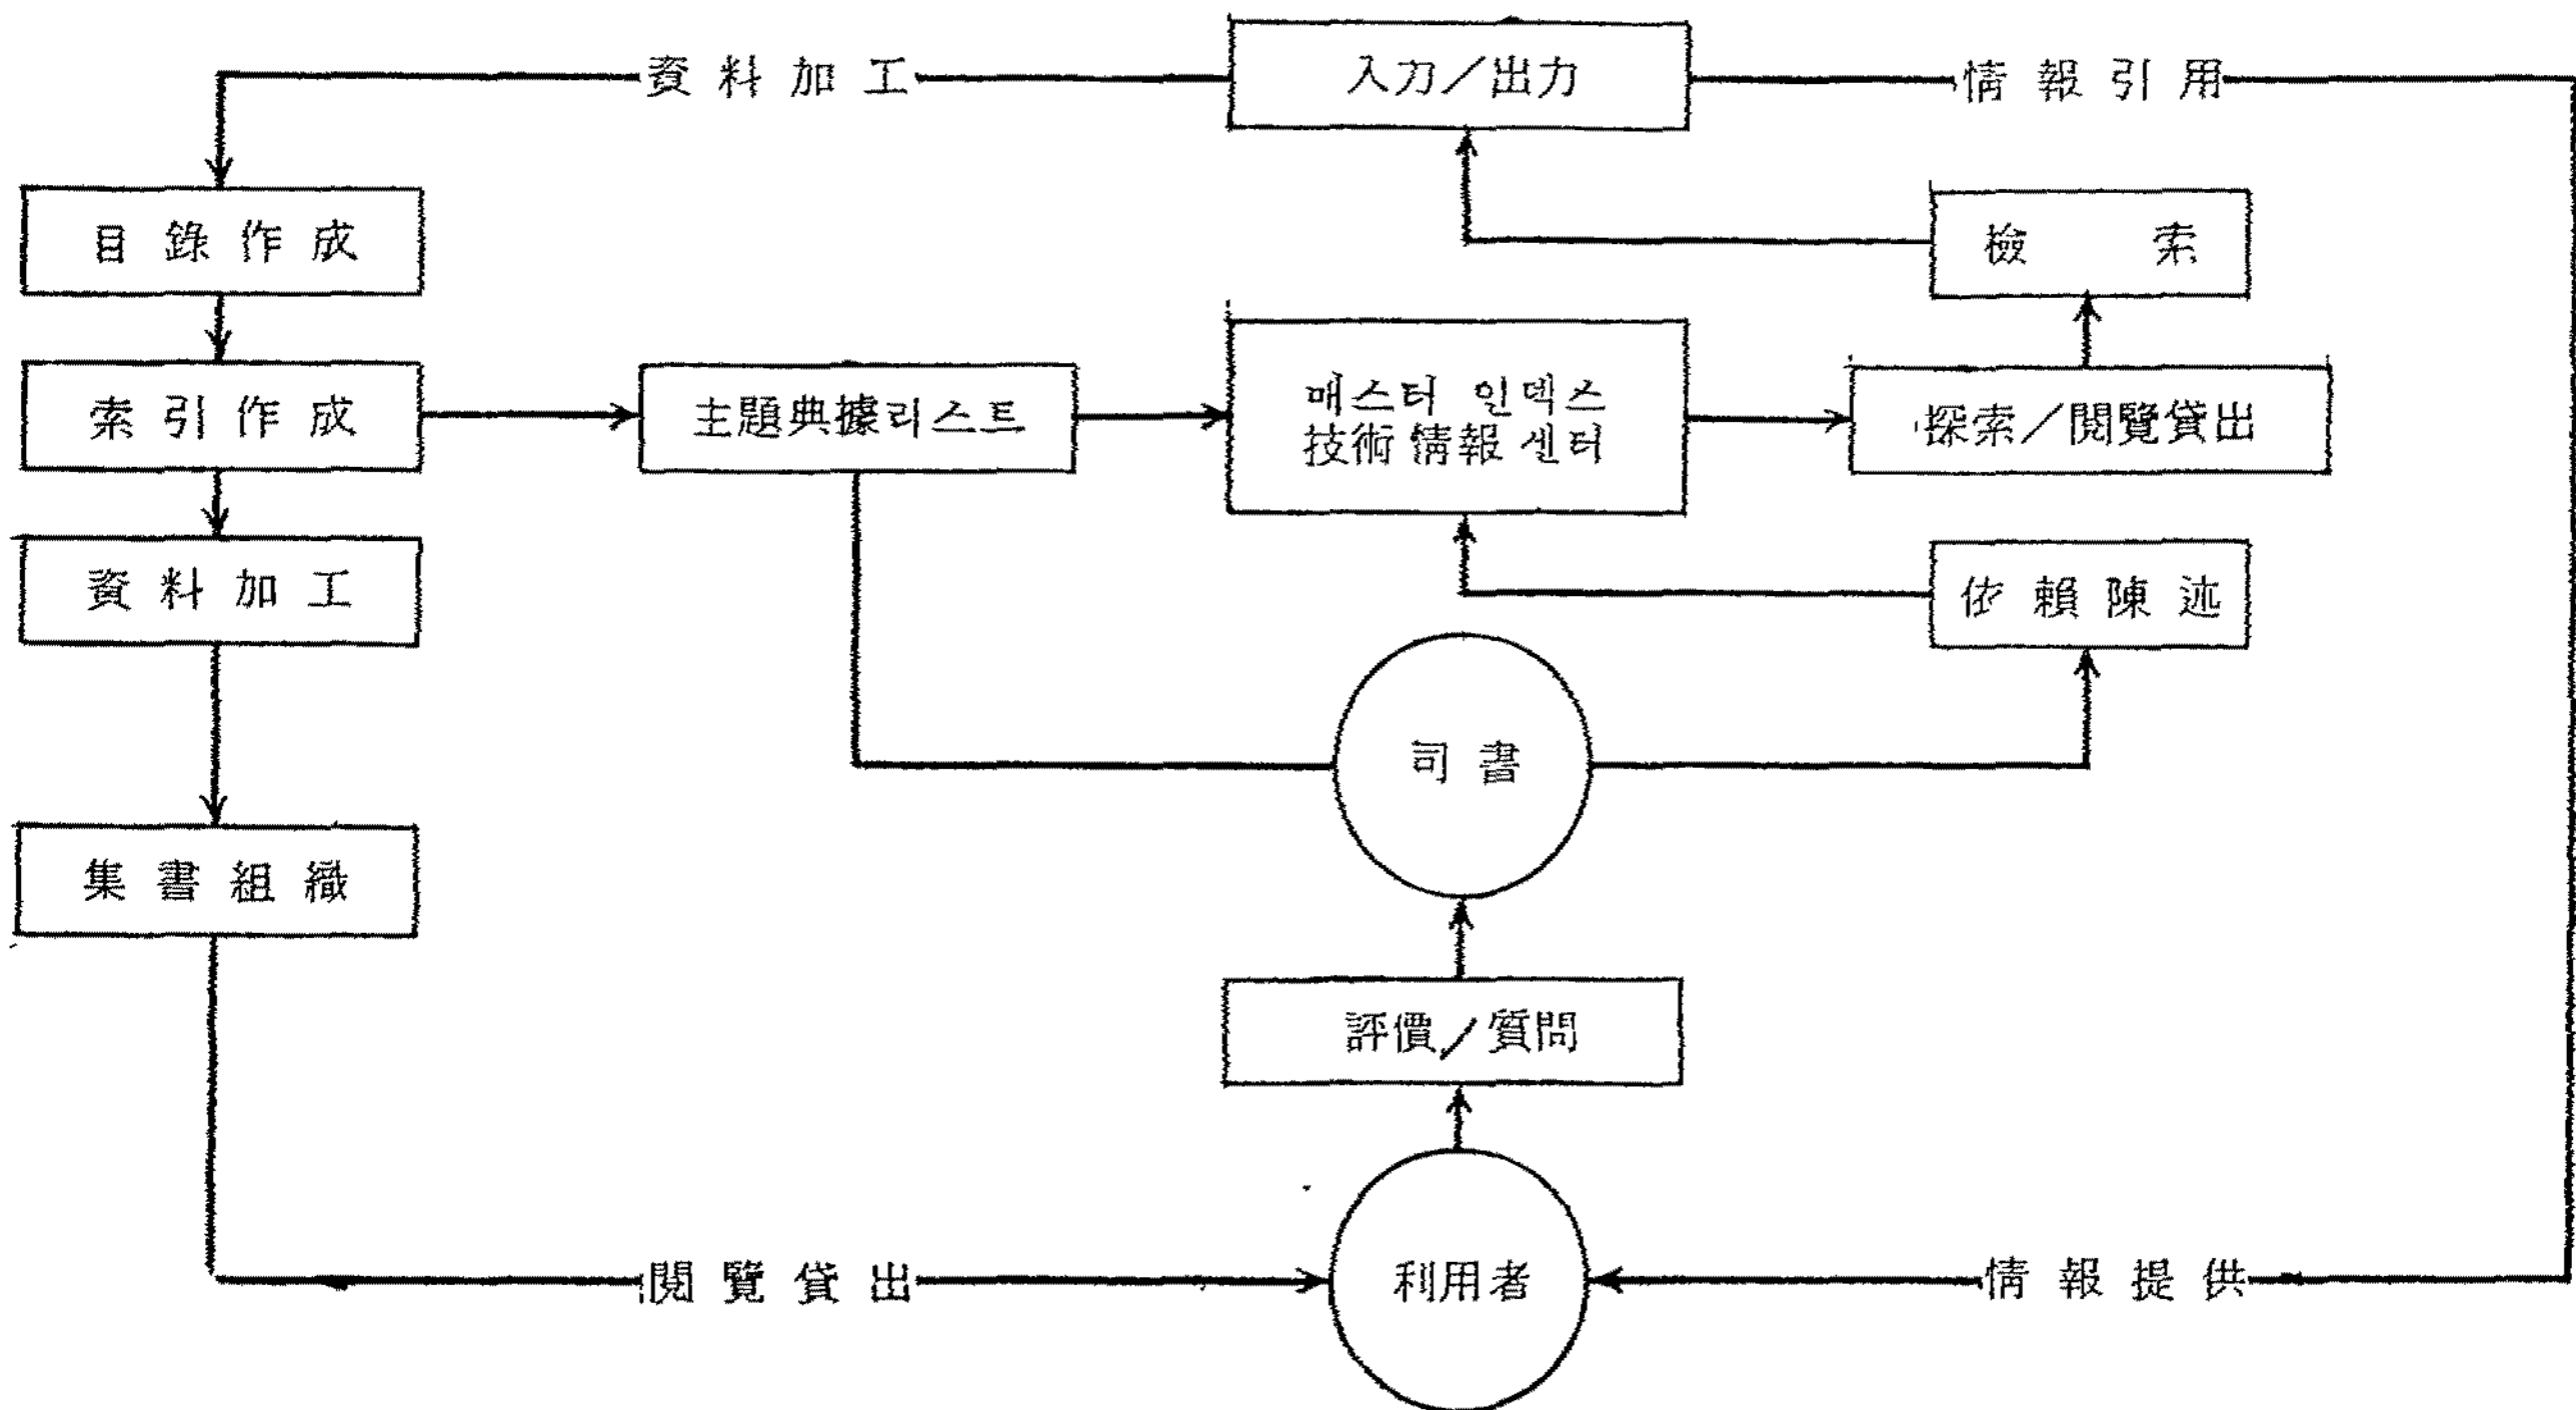 資料加工
入刀／出力
情報引用
目錄作成
檢索
索引作成
主題典據리스트
매스터 인덱스
技術情報센터
探索／閲覽貸出
資料加工
依賴陳述
司書
集書組織
評價／質問
閲覽貸出
利用者
情報提供